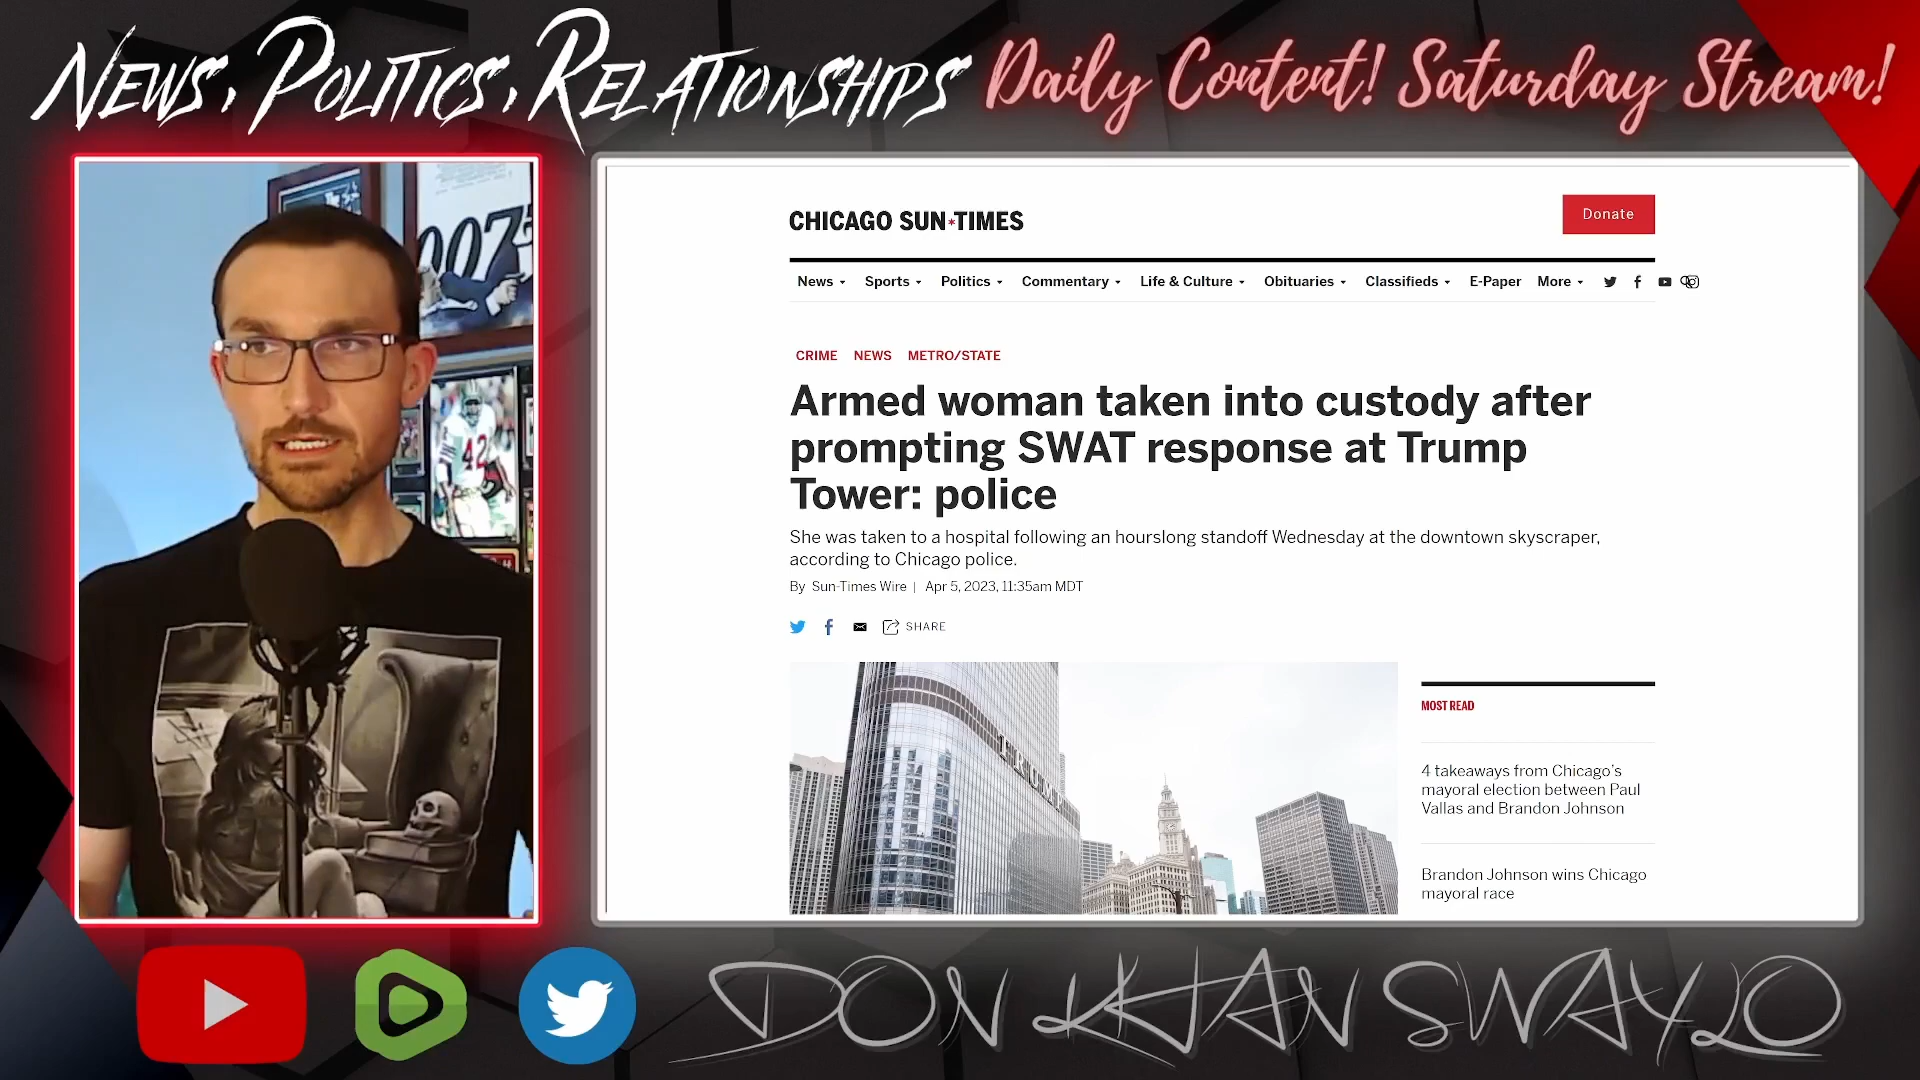 NEWS, POLITICS, RELATIONSHIPS Daily Content! Saturday Stream!
007
42
CHICAGO SUN*TIMES
Donate
News Sports Politics Commentary Life & Culture Obituaries Classifieds E-Paper More
CRIME NEWS METRO/STATE
Armed woman taken into custody after
prompting SWAT response at Trump
Tower: police
She was taken to a hospital following an hourslong standoff Wednesday at the downtown skyscraper,
according to Chicago police.
By Sun-Times Wire | Apr 5, 2023, 11:35am MDT
SHARE
TRUMP
MOST READ
4 takeaways from Chicago's
mayoral election between Paul
Vallas and Brandon Johnson
Brandon Johnson wins Chicago
mayoral race
DON KHAN SWAYLO